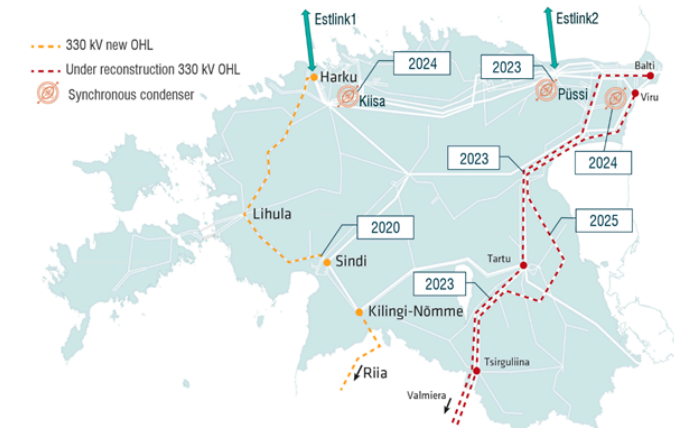 Estlink1
Estlink2
330 kV new OHL
Under reconstruction 330 kV OHL
Synchronous condenser
2024
2023
Balti
Harku
Kiisa
Püssi
Viru
2023
2024
Lihula
2020
2025
Sindi
Tartu
2023
Kilingi-Nõmme
Tsirguliina
Riia
Valmiera